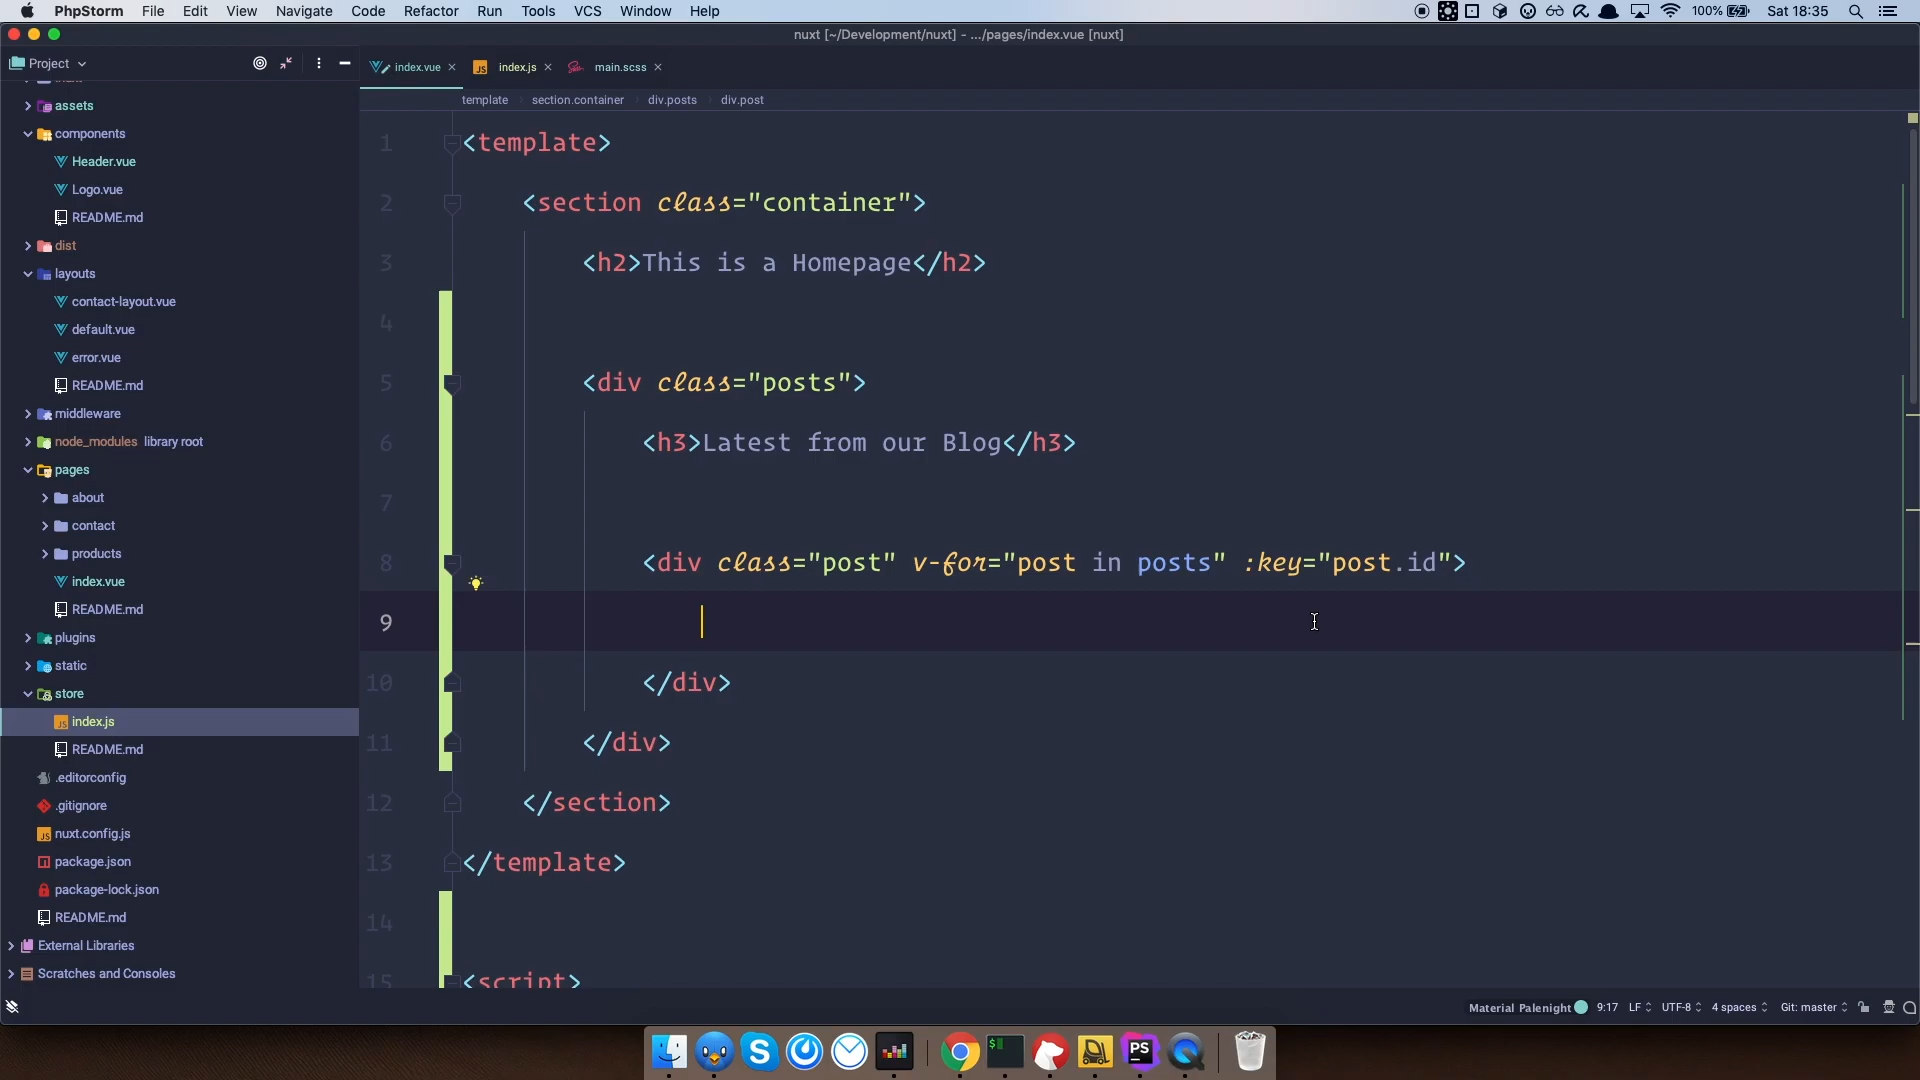 PhpStorm File Edit View Navigate Code Refactor Run Tools VCS Window Help 100% Sat 18:35
nuxt [~/Development/nuxt] - .../pages/index.vue [nuxt]
Project
index.vue index.js main.scss
template section.container div.posts div.post
assets
components
Header.vue
Logo.vue
README.md
dist
layouts
contact-layout.vue
default.vue
error.vue
README.md
middleware
node_modules library root
pages
about
contact
products
index.vue
README.md
plugins
static
store
index.js
README.md
.editorconfig
.gitignore
nuxt.config.js
package.json
package-lock.json
README.md
External Libraries
Scratches and Consoles
1 <template>
2 <section class="container">
3 <h2>This is a Homepage</h2>
4
5 <div class="posts">
6 <h3>Latest from our Blog</h3>
7
8 <div class="post" v-for="post in posts" :key="post.id">
9
10 </div>
11 </div>
12 </section>
13 </template>
14
15 <script>
Material Palenight 9:17 LF UTF-8 4 spaces Git: master